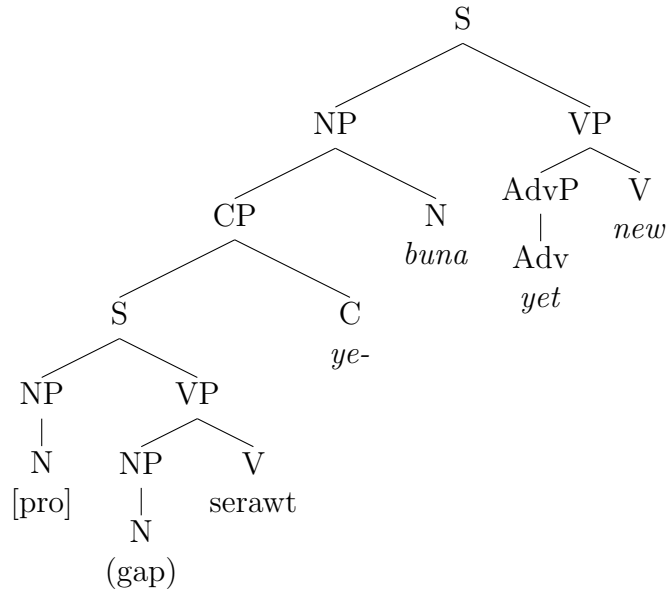 S
NP VP
CP N AdvP V
buna new
Adv
yet
S C
ye-
NP VP
N NP V
[pro] serawt
N
(gap)